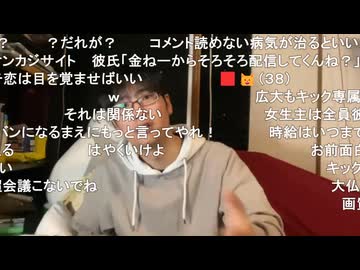 ？　　？だれが？　　コメント読めない病気が治るといい
オンカジサイト　彼氏「金ねーからそろそろ配信してくんね？」
恋は目を覚ませばいい　　（38）
w　　広大もキック専属
それは関係ない　　女生主は全員彼
バンになるまえにもっと言ってやれ！　　時給はいつま
る　　はやくいけよ　　お前面白
い　　キック
会議こないでね　　大仏
画質